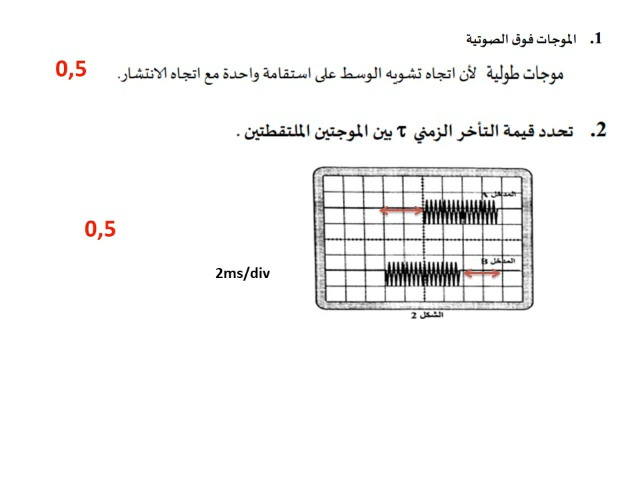 1. الموجات فوق الصوتية
موجات طولية لأن اتجاه تشويه الوسط على استقامة واحدة مع اتجاه الانتشار.
0,5
2. تحدد قيمة التأخر الزمني τ بين الموجتين الملتقطتين .
المدخل A
0,5
المدخل B
2ms/div
الشكل 2